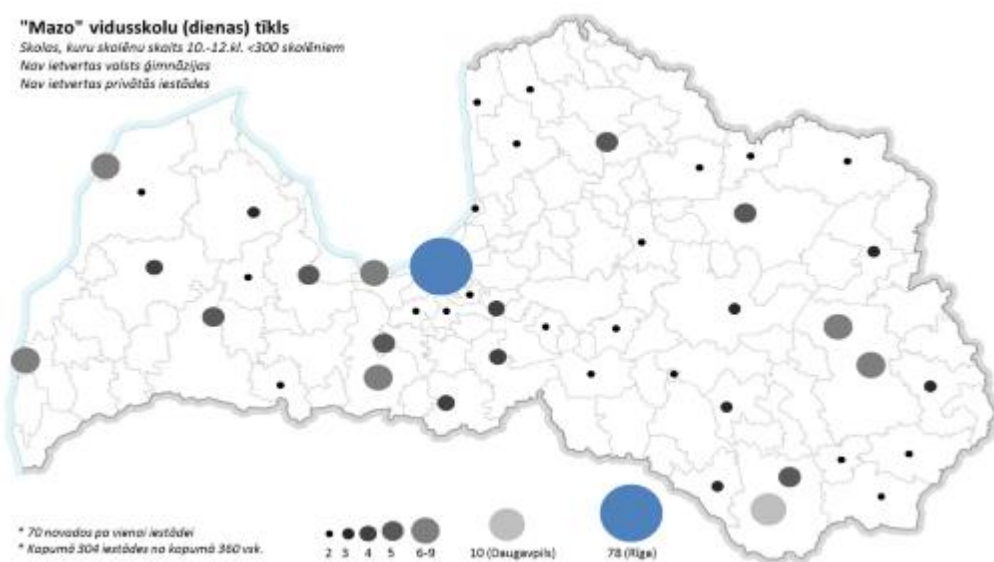 "Mazo" vidusskolu (dienas) tīkls
Skolas, kuru skolēnu skaits 10.-12.kl. <300 skolēniem
Nav ietvertas valsts ģimnāzijas
Nav ietvertas privātās iestādes
* 70 novados pa vienai iestādei
* Kopumā 304 iestādes no kopumā 360 vsk.
2 3 4 5 6-9 10 (Daugavpils) 78 (Rīga)